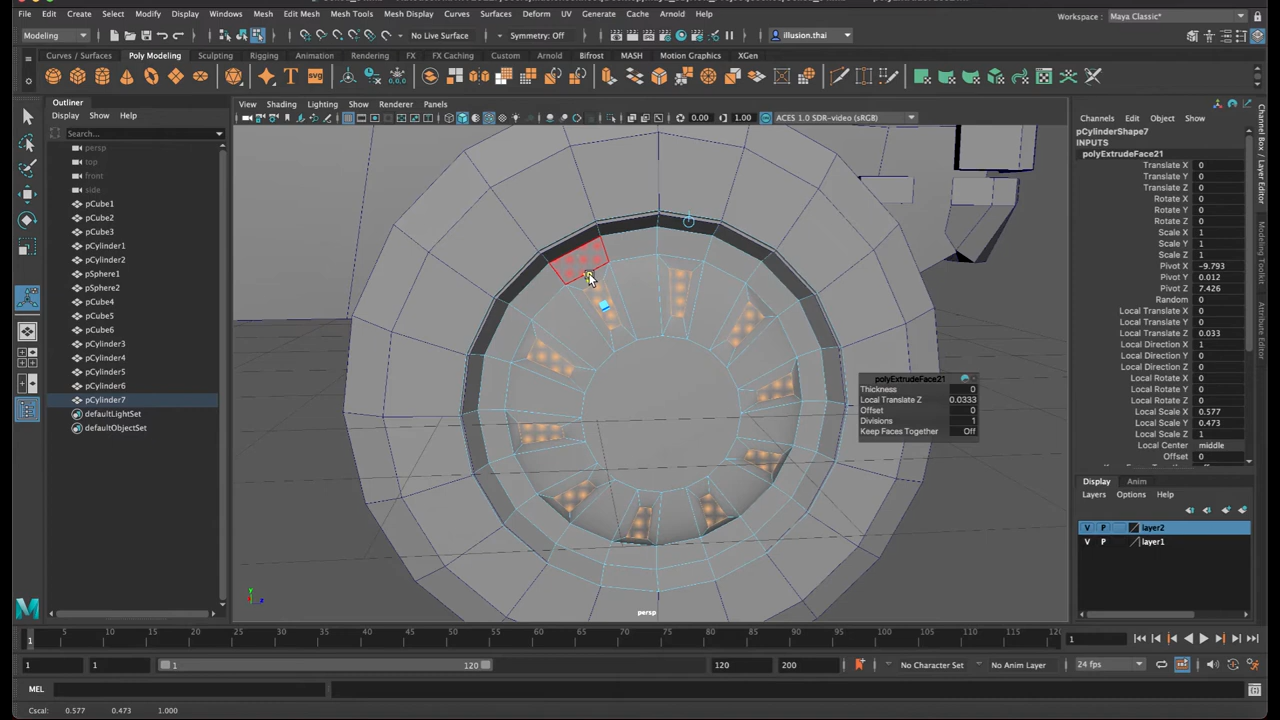 File Edit Create Select Modify Display Windows Mesh Edit Mesh Mesh Tools Mesh Display Curves Surfaces Deform UV Generate Cache Arnold Help
Workspace : Maya Classic*
Modeling
No Live Surface
Symmetry: Off
illusion.thai
Curves / Surfaces Poly Modeling Sculpting Rigging Animation Rendering FX FX Caching Custom Arnold Bifrost MASH Motion Graphics XGen
Outliner
Display Show Help
Search...
persp
top
front
side
pCube1
pCube2
pCube3
pCylinder1
pCylinder2
pSphere1
pSphere2
pCube4
pCube5
pCube6
pCylinder3
pCylinder4
pCylinder5
pCylinder6
pCylinder7
defaultLightSet
defaultObjectSet
View Shading Lighting Show Renderer Panels
0.00 1.00 ACES 1.0 SDR-video (sRGB)
polyExtrudeFace21
Thickness 0
Local Translate Z 0.0333
Offset 0
Divisions 1
Keep Faces Together Off
persp
Channels Edit Object Show
pCylinderShape7
INPUTS
polyExtrudeFace21
Translate X 0
Translate Y 0
Translate Z 0
Rotate X 0
Rotate Y 0
Rotate Z 0
Scale X 1
Scale Y 1
Scale Z 1
Pivot X -9.793
Pivot Y 0.012
Pivot Z 7.426
Random 0
Local Translate X 0
Local Translate Y 0
Local Translate Z 0.033
Local Direction X 1
Local Direction Y 0
Local Direction Z 0
Local Rotate X 0
Local Rotate Y 0
Local Rotate Z 0
Local Scale X 0.577
Local Scale Y 0.473
Local Scale Z 1
Local Center middle
Offset 0
Channel Box / Layer Editor
Modeling Toolkit
Attribute Editor
Display Anim
Layers Options Help
V P layer2
V P layer1
5 10 15 20 25 30 35 40 45 50 55 60 65 70 75 80 85 90 95 100 105 110 115 120
1
1
1 1 1 120 120 200
No Character Set
No Anim Layer
24 fps
MEL
Cscal: 0.577 0.473 1.000